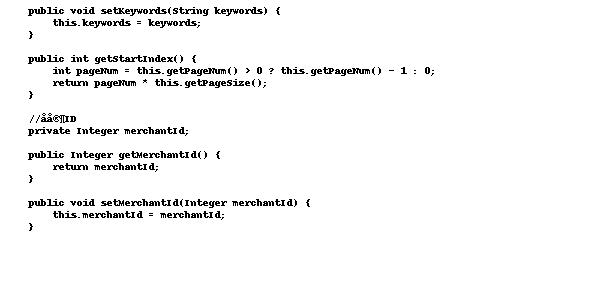 public void setKeywords(String keywords) {
this.keywords = keywords;
}
public int getStartIndex() {
int pageNum = this.getPageNum() > 0 ? this.getPageNum() - 1 : 0;
return pageNum * this.getPageSize();
}
//åå®¶ID
private Integer merchantId;
public Integer getMerchantId() {
return merchantId;
}
public void setMerchantId(Integer merchantId) {
this.merchantId = merchantId;
}